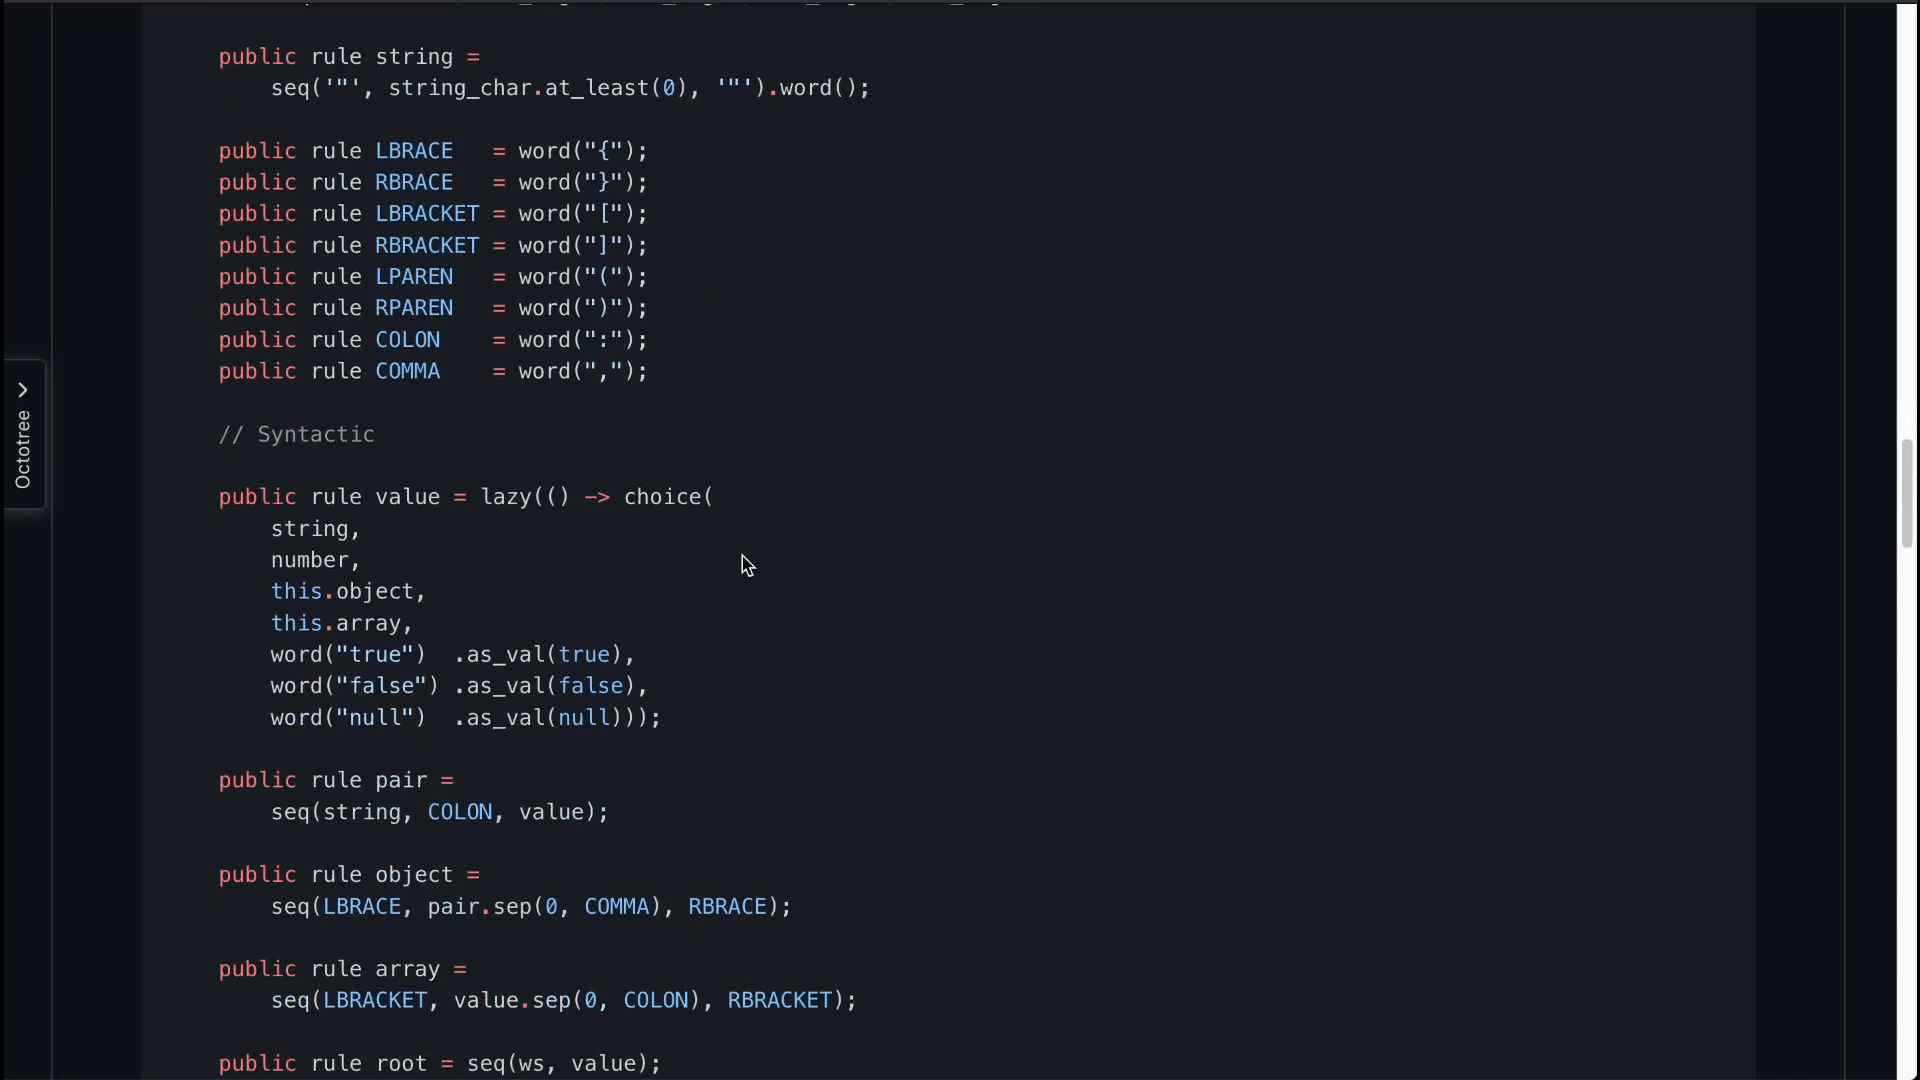 public rule string =
seq('"', string_char.at_least(0), '"').word();
public rule LBRACE = word("{");
public rule RBRACE = word("}");
public rule LBRACKET = word("[");
public rule RBRACKET = word("]");
public rule LPAREN = word("(");
public rule RPAREN = word(")");
public rule COLON = word(":");
public rule COMMA = word(",");
// Syntactic
public rule value = lazy(() -> choice(
string,
number,
this.object,
this.array,
word("true") .as_val(true),
word("false") .as_val(false),
word("null") .as_val(null)));
public rule pair =
seq(string, COLON, value);
public rule object =
seq(LBRACE, pair.sep(0, COMMA), RBRACE);
public rule array =
seq(LBRACKET, value.sep(0, COLON), RBRACKET);
public rule root = seq(ws, value);
Octotree